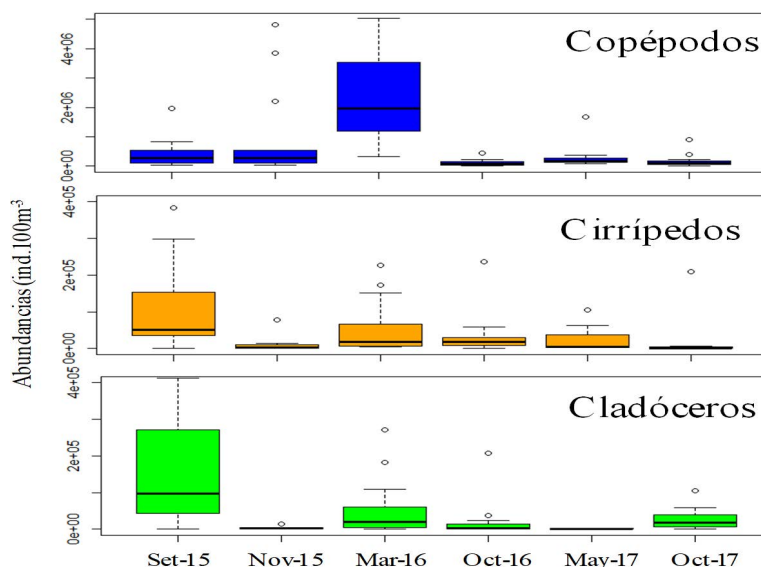 Copépodos
4e+06
2e+06
0e+00
Cirrípedos
4e+05
2e+05
0e+00
Cladóceros
4e+05
2e+05
0e+00
Abundancias (ind.100m-3
Set-15 Nov-15 Mar-16 Oct-16 May-17 Oct-17